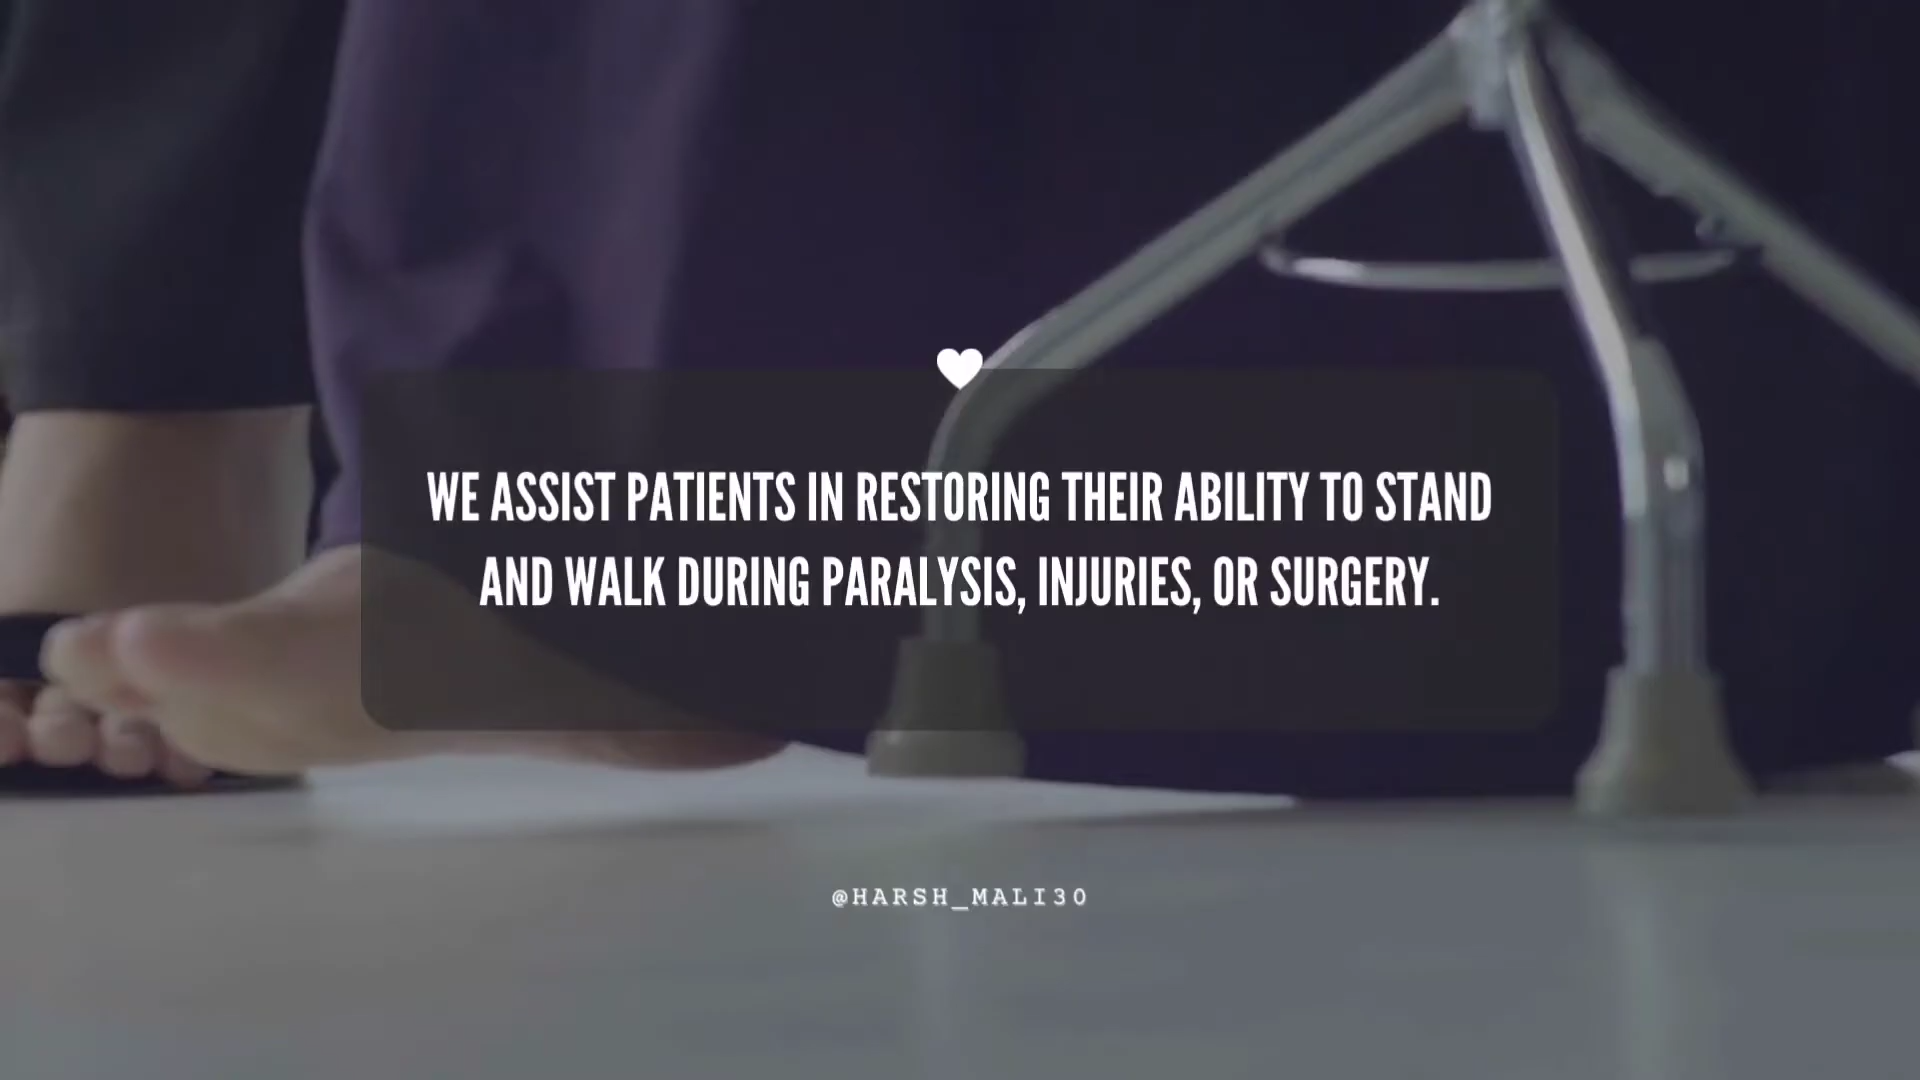 WE ASSIST PATIENTS IN RESTORING THEIR ABILITY TO STAND
AND WALK DURING PARALYSIS, INJURIES, OR SURGERY.
@HARSH_MALI30